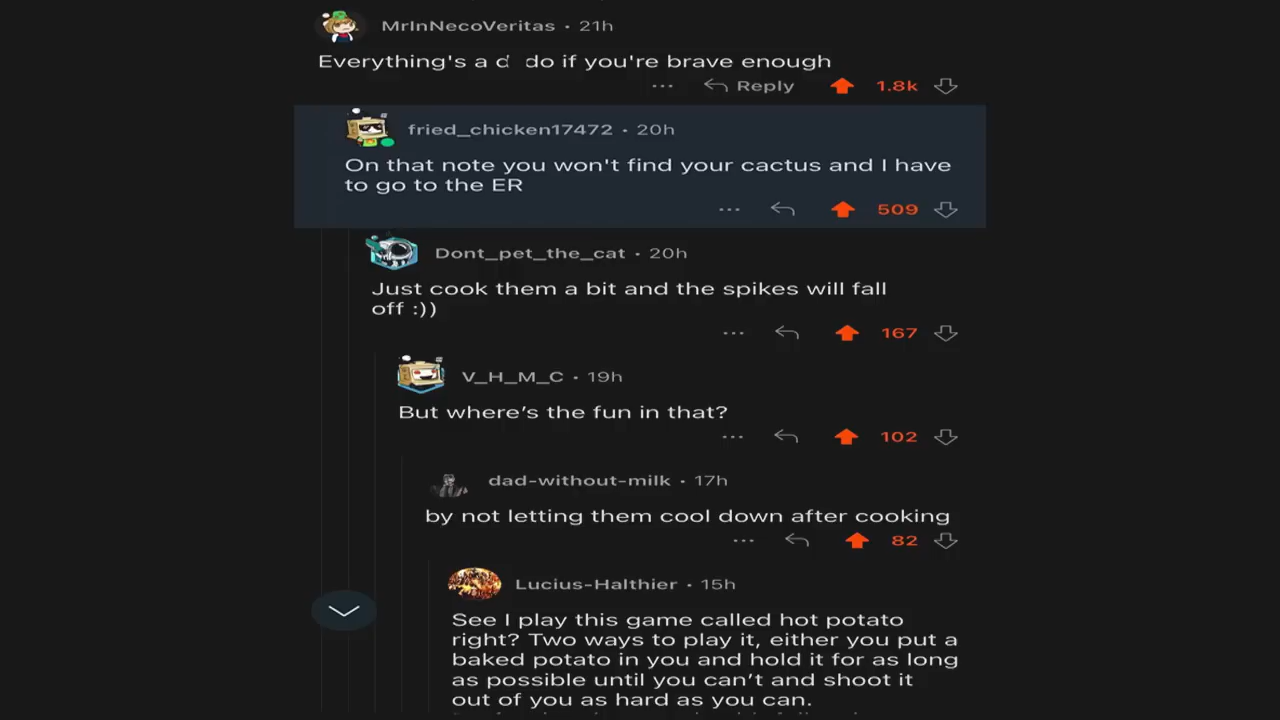 MrInNecoVeritas · 21h
Everything's a d do if you're brave enough
... Reply 1.8k
fried_chicken17472 · 20h
On that note you won't find your cactus and I have
to go to the ER
... 509
Dont_pet_the_cat · 20h
Just cook them a bit and the spikes will fall
off :))
... 167
V_H_M_C · 19h
But where’s the fun in that?
... 102
dad-without-milk · 17h
by not letting them cool down after cooking
... 82
Lucius-Halthier · 15h
See I play this game called hot potato
right? Two ways to play it, either you put a
baked potato in you and hold it for as long
as possible until you can’t and shoot it
out of you as hard as you can.